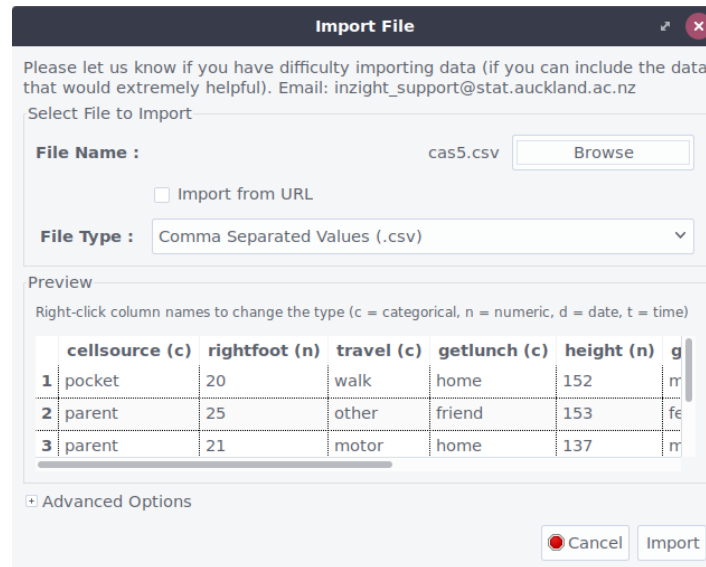 Import File
Please let us know if you have difficulty importing data (if you can include the data
that would extremely helpful). Email: inzight_support@stat.auckland.ac.nz
Select File to Import
File Name : cas5.csv Browse
Import from URL
File Type : Comma Separated Values (.csv)
Preview
Right-click column names to change the type (c = categorical, n = numeric, d = date, t = time)
cellsource (c) rightfoot (n) travel (c) getlunch (c) height (n) g
1 pocket 20 walk home 152 m
2 parent 25 other friend 153 fe
3 parent 21 motor home 137 m
Advanced Options
Cancel Import